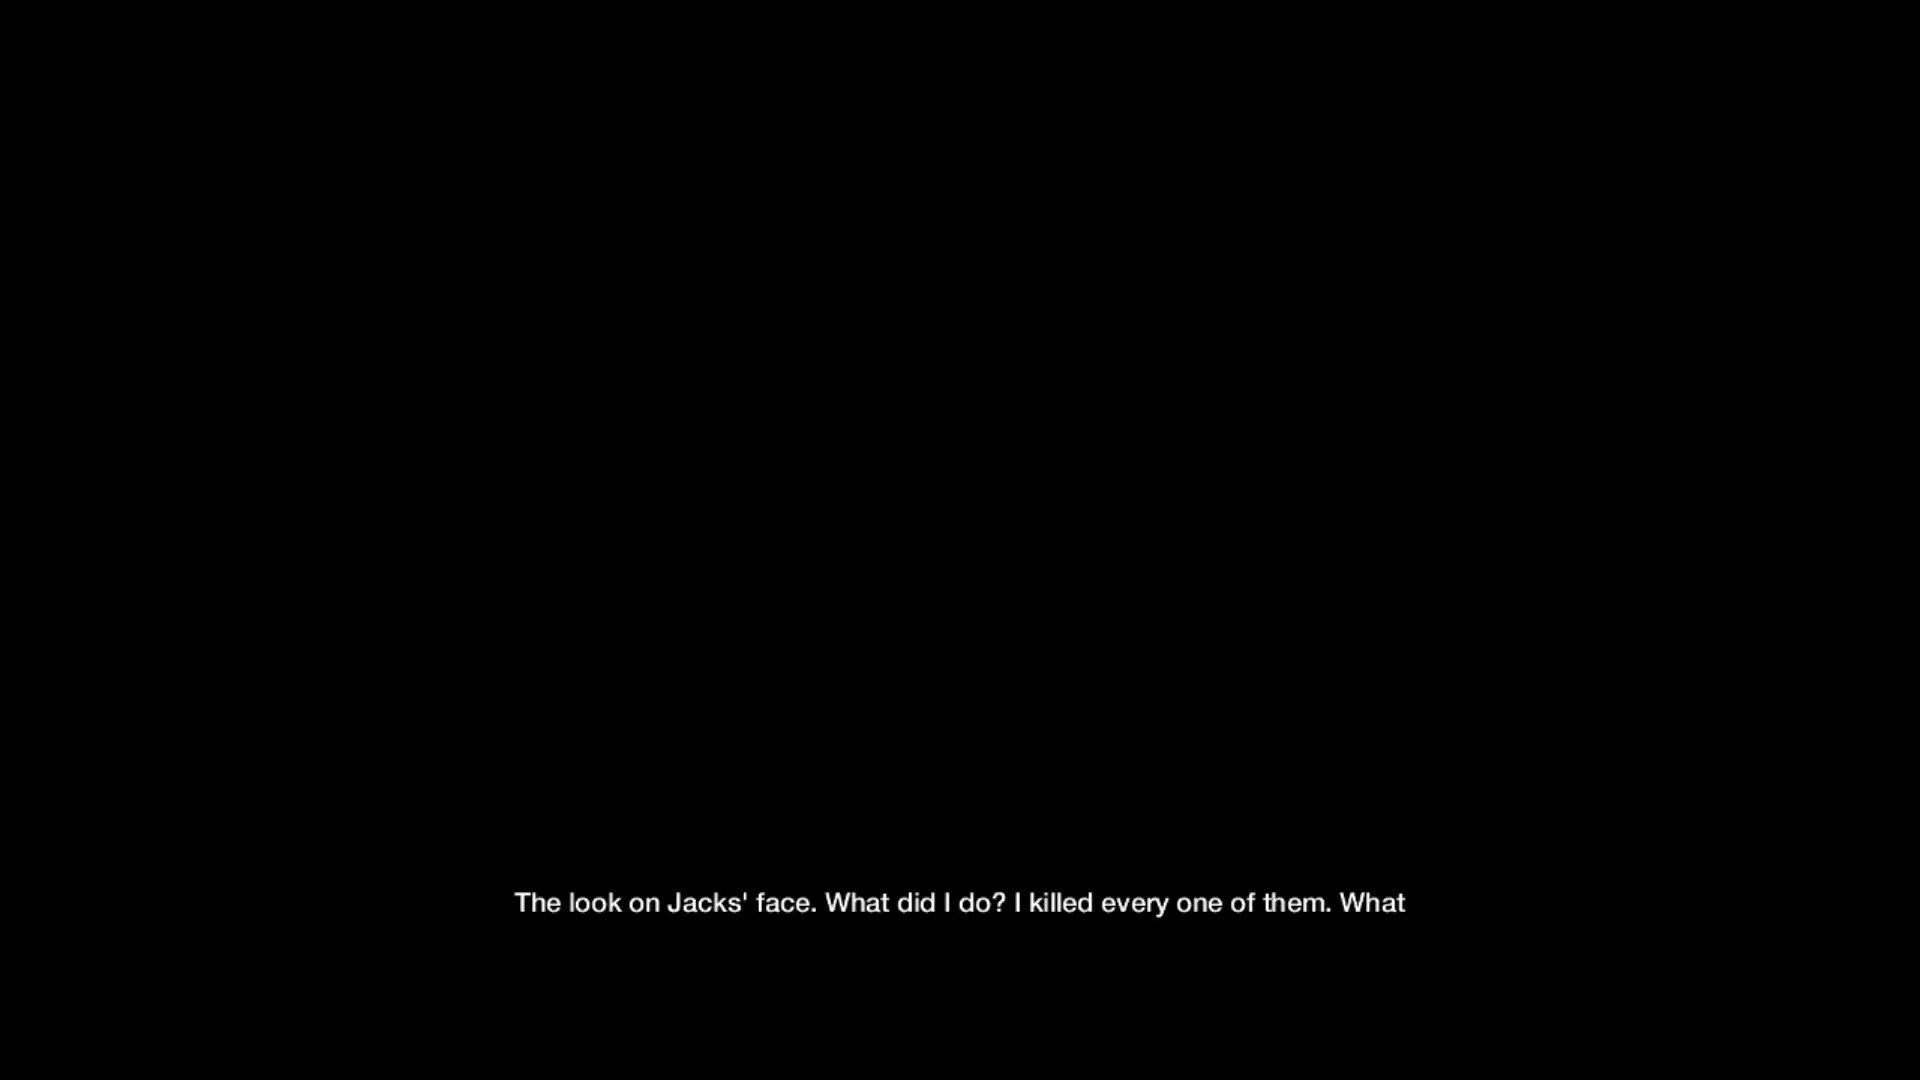 The look on Jacks' face. What did I do? I killed every one of them. What